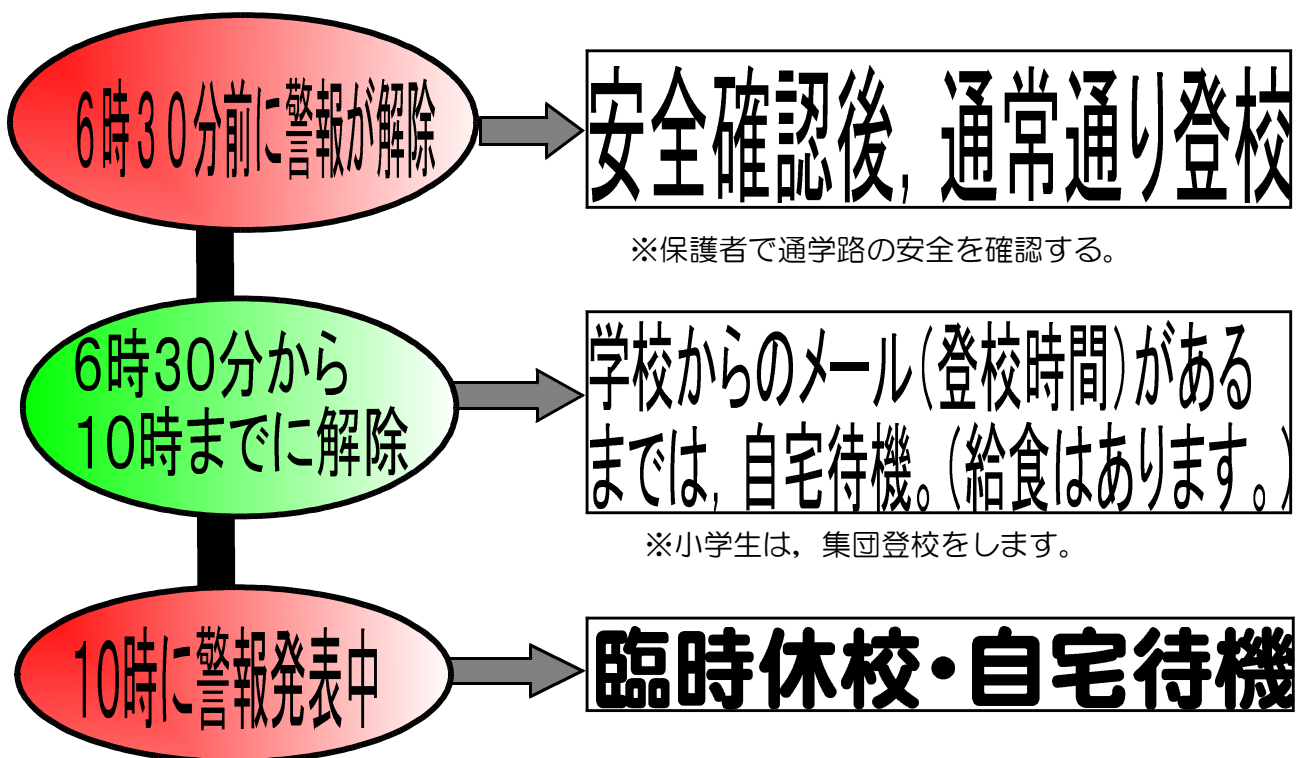 6時30分前に警報が解除
安全確認後，通常通り登校
※保護者で通学路の安全を確認する。
6時30分から
10時までに解除
学校からのメール（登校時間）がある
までは，自宅待機。（給食はあります。）
※小学生は，集団登校をします。
10時に警報発表中
臨時休校・自宅待機